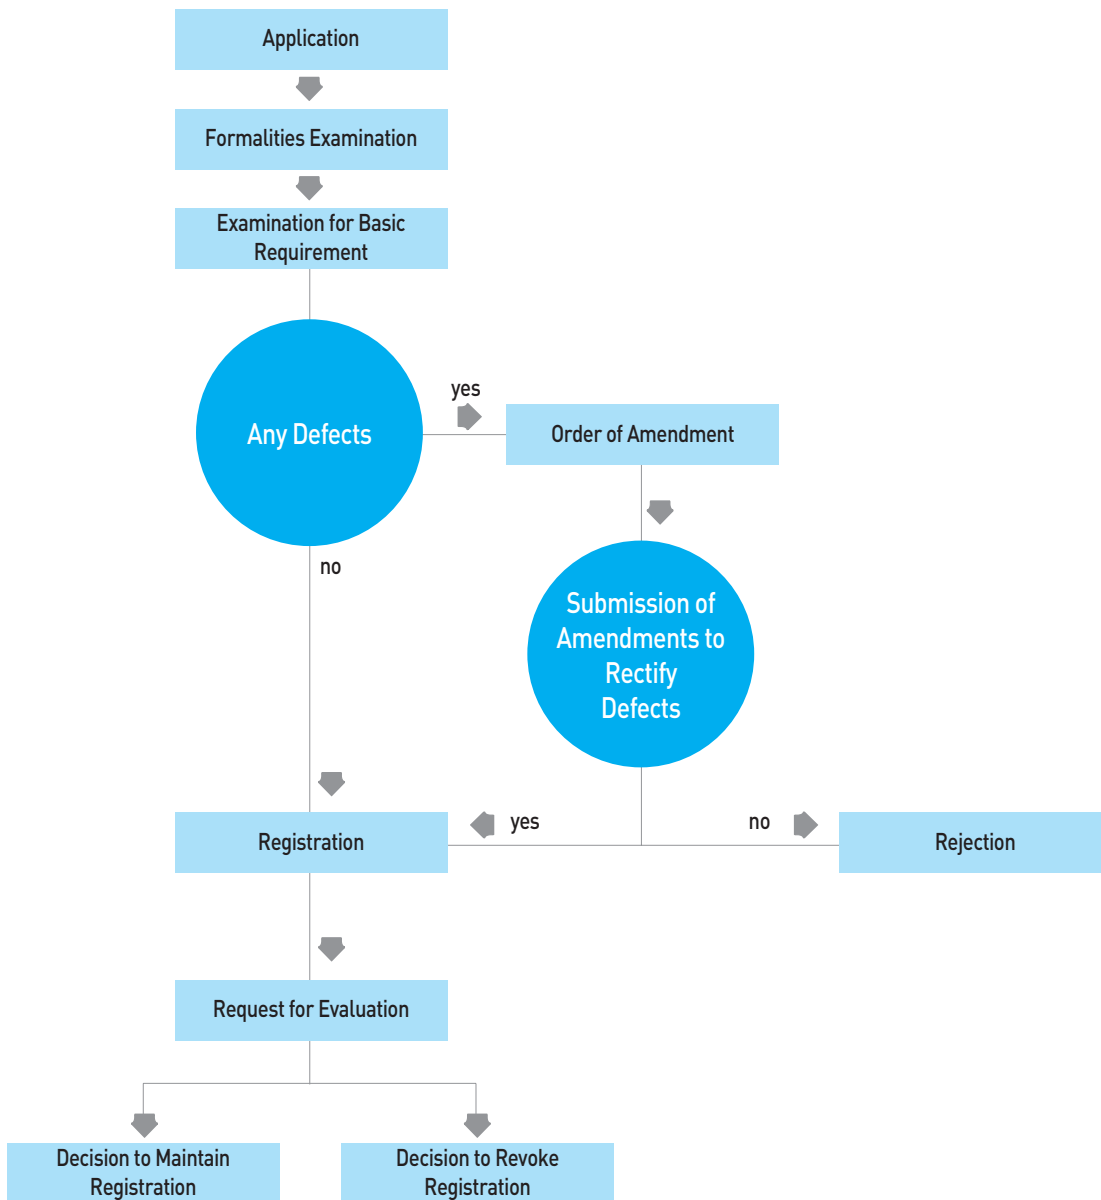 Application
Formalities Examination
Examination for Basic
Requirement
Any Defects
yes
Order of Amendment
no
Submission of
Amendments to
Rectify
Defects
Registration
yes
no
Rejection
Request for Evaluation
Decision to Maintain
Registration
Decision to Revoke
Registration